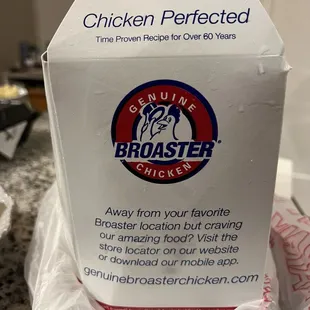 Chicken Perfected
Time Proven Recipe for Over 60 Years
GENUINE
BROASTER®
CHICKEN
Away from your favorite
Broaster location but craving
our amazing food? Visit the
store locator on our website
or download our mobile app.
genuinebroasterchicken.com